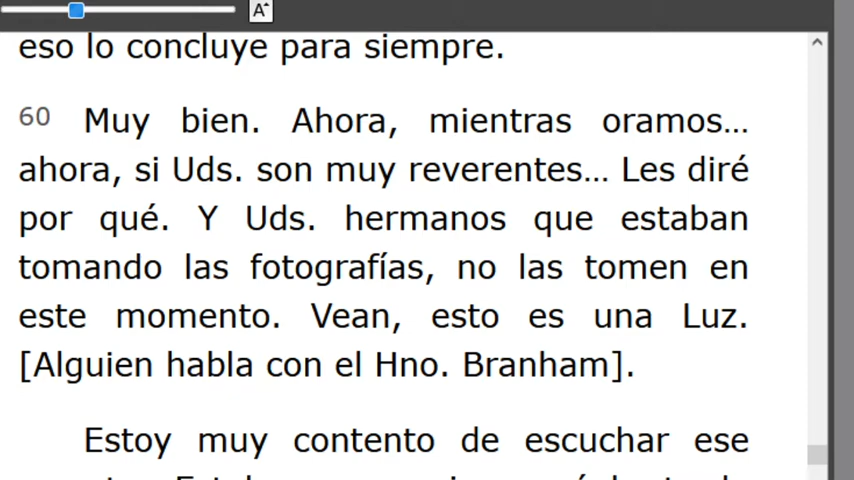 A
eso lo concluye para siempre.
60 Muy bien. Ahora, mientras oramos…
ahora, si Uds. son muy reverentes… Les diré
por qué. Y Uds. hermanos que estaban
tomando las fotografías, no las tomen en
este momento. Vean, esto es una Luz.
[Alguien habla con el Hno. Branham].
Estoy muy contento de escuchar ese